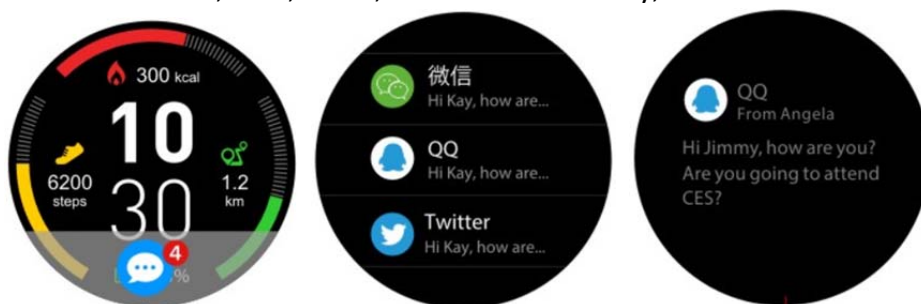 300 kcal
10
6200
steps
1.2
km
30
4
%
微信
Hi Kay, how are...
QQ
Hi Kay, how are...
Twitter
Hi Kay, how are...
QQ
From Angela
Hi Jimmy, how are you?
Are you going to attend
CES?